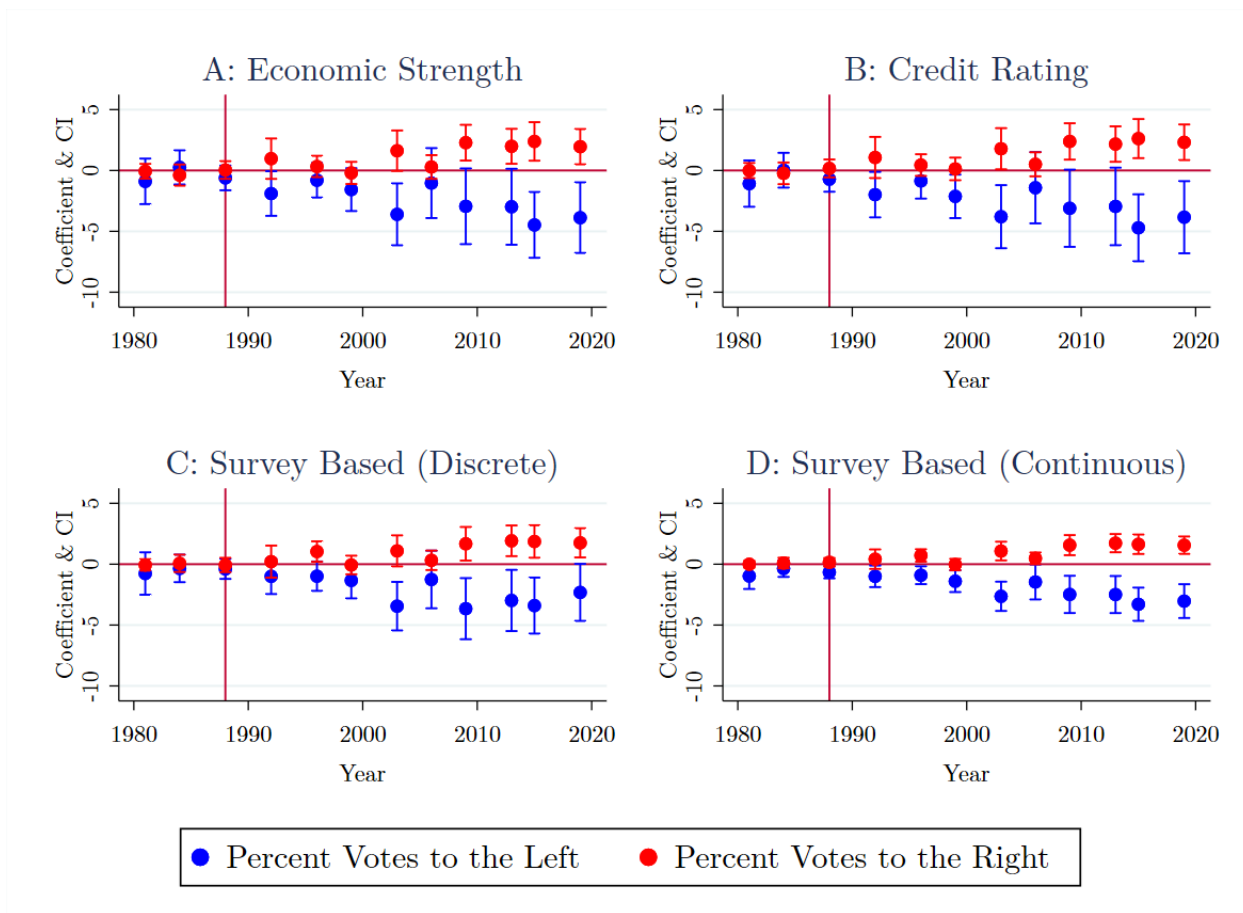 A: Economic Strength
Coefficient & CI
5
0
-5
-10
1980 1990 2000 2010 2020
Year
B: Credit Rating
Coefficient & CI
5
0
-5
-10
1980 1990 2000 2010 2020
Year
C: Survey Based (Discrete)
Coefficient & CI
5
0
-5
-10
1980 1990 2000 2010 2020
Year
D: Survey Based (Continuous)
Coefficient & CI
5
0
-5
-10
1980 1990 2000 2010 2020
Year
Percent Votes to the Left Percent Votes to the Right